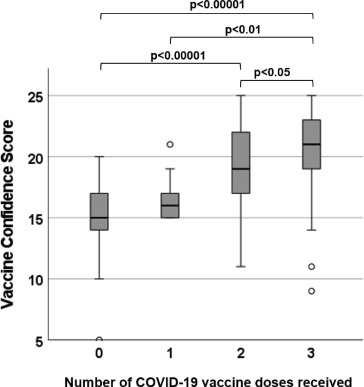 p<0.00001
p<0.01
p<0.00001
p<0.05
Vaccine Confidence Score
25
20
15
10
5
0 1 2 3
Number of COVID-19 vaccine doses received